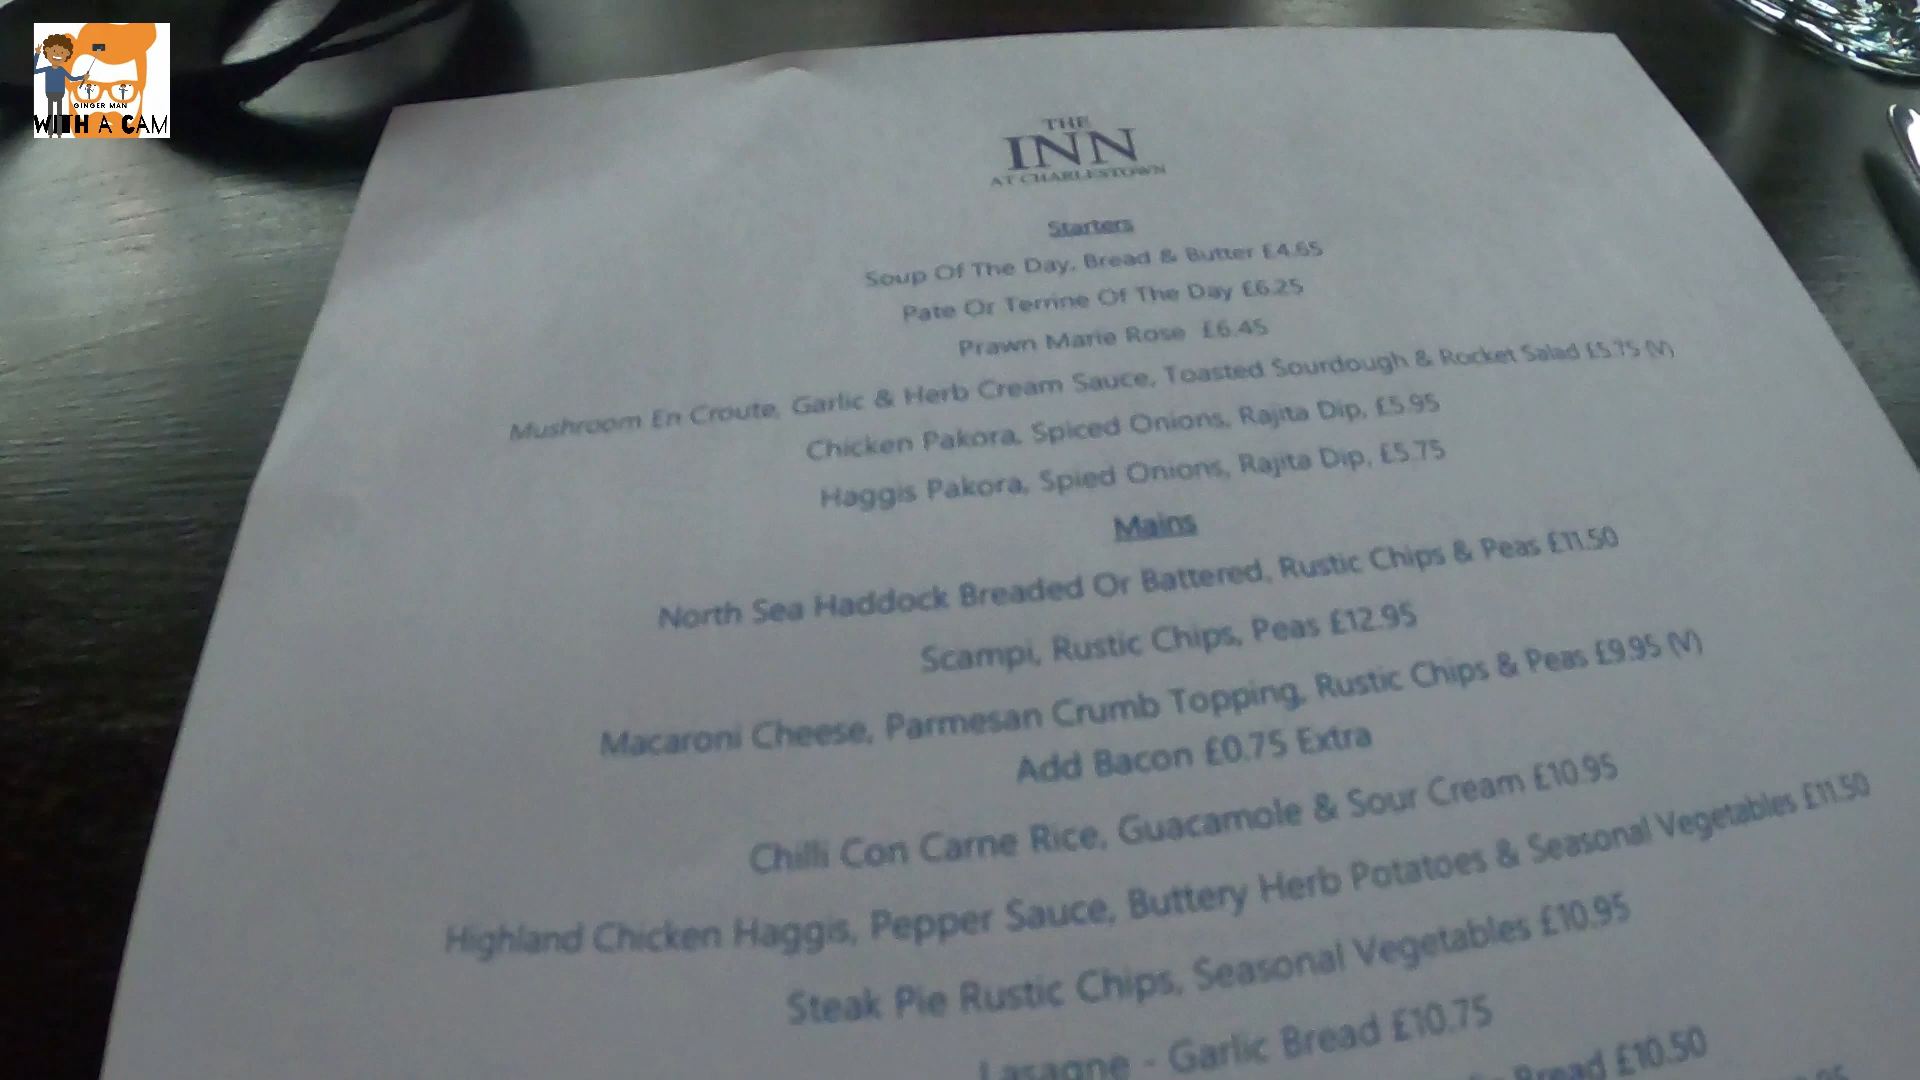 GINGER MAN
WITH A CAM
THE
INN
AT CHARLESTOWN
Starters
Soup Of The Day, Bread & Butter £4.65
Pate Or Terrine Of The Day £6.25
Prawn Marie Rose £6.45
Mushroom En Croute, Garlic & Herb Cream Sauce, Toasted Sourdough & Rocket Salad £5.75 (V)
Chicken Pakora, Spiced Onions, Rajita Dip, £5.95
Haggis Pakora, Spied Onions, Rajita Dip, £5.75
Mains
North Sea Haddock Breaded Or Battered, Rustic Chips & Peas £11.50
Scampi, Rustic Chips, Peas £12.95
Macaroni Cheese, Parmesan Crumb Topping, Rustic Chips & Peas £9.95 (V)
Add Bacon £0.75 Extra
Chilli Con Carne Rice, Guacamole & Sour Cream £10.95
Highland Chicken Haggis, Pepper Sauce, Buttery Herb Potatoes & Seasonal Vegetables £11.50
Steak Pie Rustic Chips, Seasonal Vegetables £10.95
Lasagne - Garlic Bread £10.75
Bread £10.50